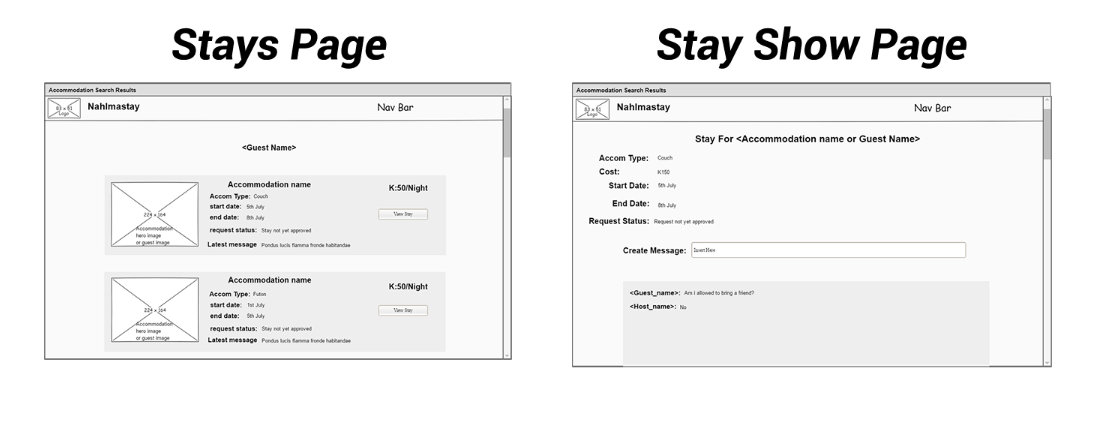 Stays Page
Accommodation Search Results
Logo
Nahlmastay
Nav Bar
<Guest Name>
224 x 164
Accommodation
hero image
or guest image
Accommodation name
K:50/Night
Accom Type: Couch
start date: 5th July
end date: 8th July
View Stay
request status: Stay not yet approved
Latest message Pondus lucis flamma fronde habitandae
224 x 164
Accommodation
hero image
or guest image
Accommodation name
K:50/Night
Accom Type: Futon
start date: 1st July
end date: 5th July
View Stay
request status: Stay not yet approved
Latest message Pondus lucis flamma fronde habitandae
Stay Show Page
Accommodation Search Results
Logo
Nahlmastay
Nav Bar
Stay For <Accommodation name or Guest Name>
Accom Type: Couch
Cost: K150
Start Date: 5th July
End Date: 8th July
Request Status: Request not yet approved
Create Message: Insert Here
<Guest_name>: Am i allowed to bring a friend?
<Host_name>: No